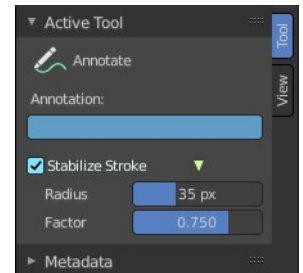 Active Tool
Annotate
Annotation:
Stabilize Stroke
Radius 35 px
Factor 0.750
Metadata
Tool
View